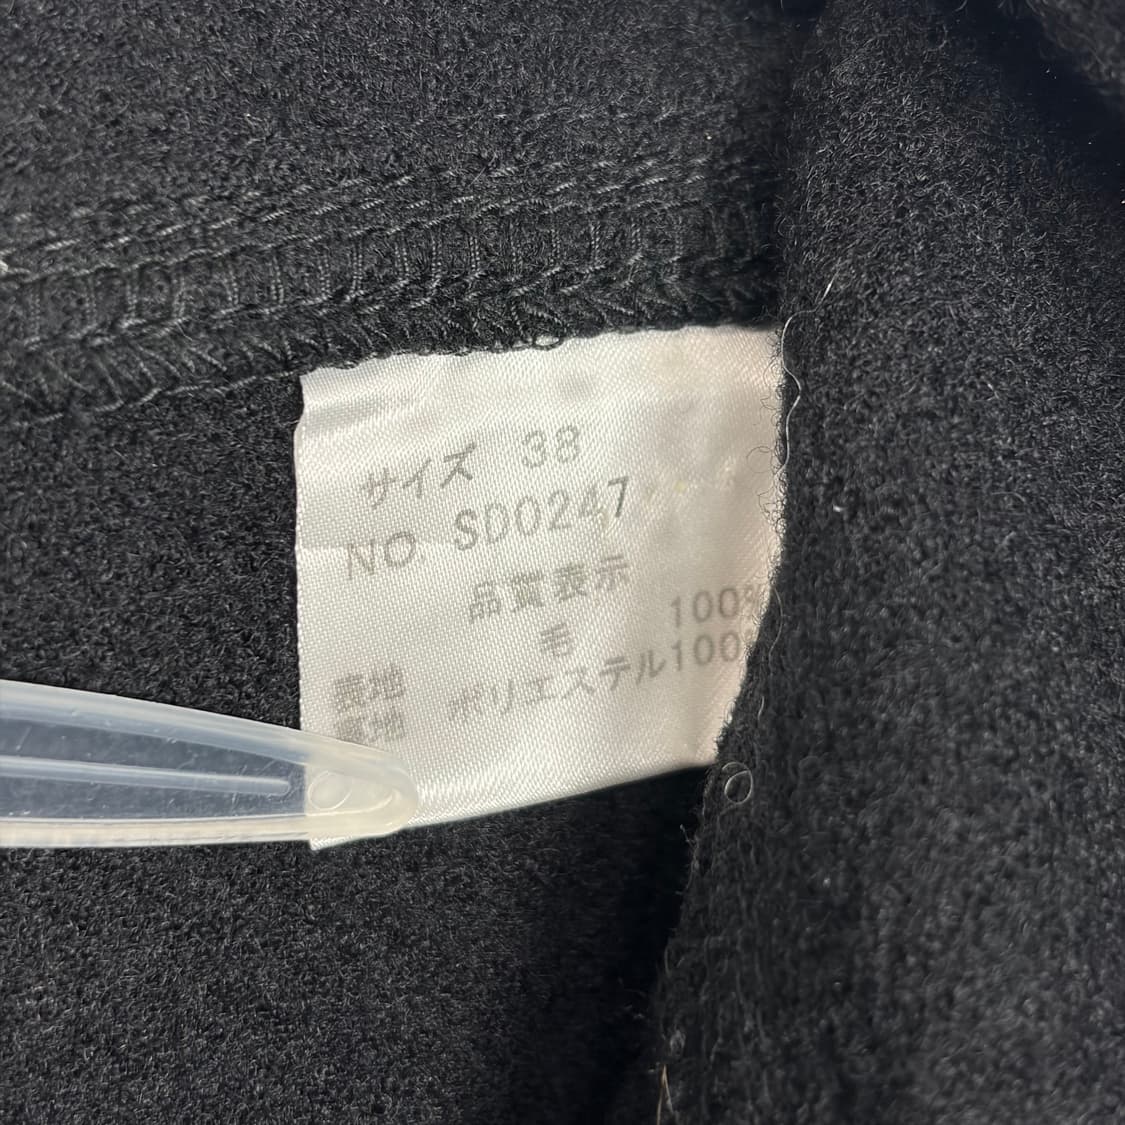 サイズ 38
NO SD0247
品質表示
表地 毛 100%
裏地 ポリエステル100%